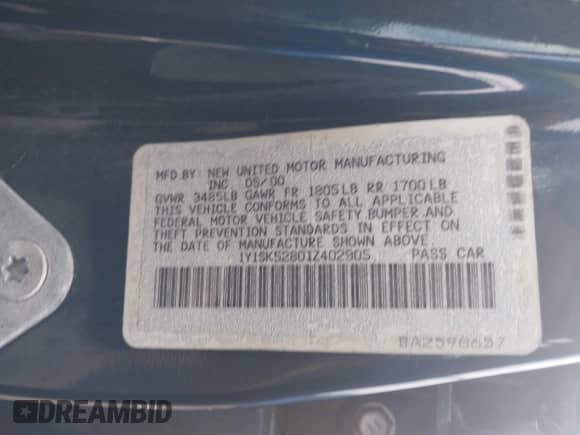 MFD.BY: NEW UNITED MOTOR MANUFACTURING
INC 05/00
GVWR 3485LB GAWR FR 1805LB RR 1700LB
THIS VEHICLE CONFORMS TO ALL APPLICABLE
FEDERAL MOTOR VEHICLE SAFETY, BUMPER, AND
THEFT PREVENTION STANDARDS IN EFFECT ON
THE DATE OF MANUFACTURE SHOWN ABOVE.
1Y1SK52801Z402905 PASS CAR
DREAMBID